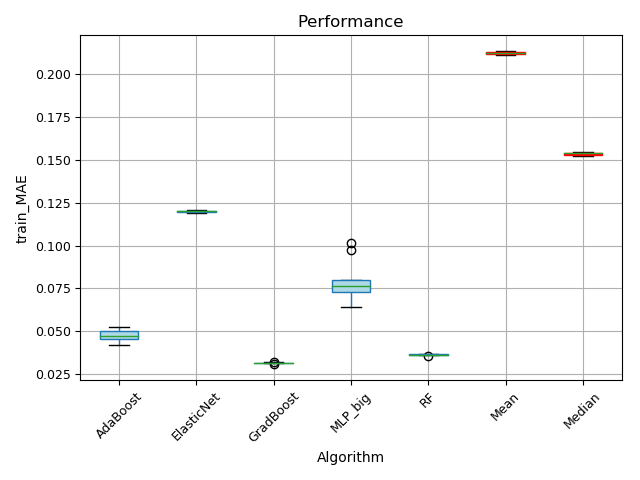 Performance
train_MAE
0.200
0.175
0.150
0.125
0.100
0.075
0.050
0.025
AdaBoost
ElasticNet
GradBoost
MLP_big
RF
Mean
Median
Algorithm